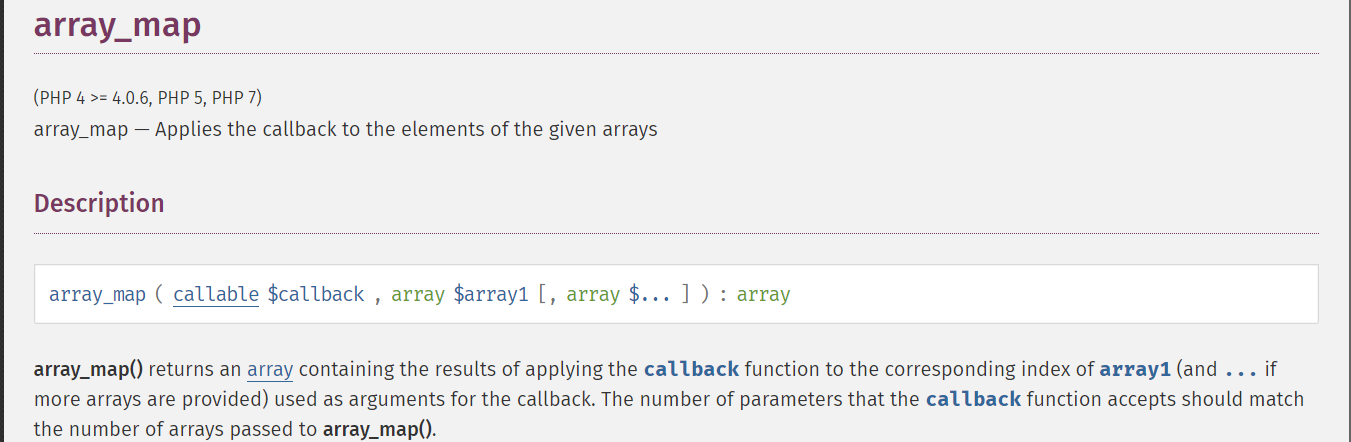 array_map
(PHP 4 >= 4.0.6, PHP 5, PHP 7)
array_map — Applies the callback to the elements of the given arrays
Description
array_map ( callable $callback , array $array1 [, array $... ] ) : array
array_map() returns an array containing the results of applying the callback function to the corresponding index of array1 (and ... if
more arrays are provided) used as arguments for the callback. The number of parameters that the callback function accepts should match
the number of arrays passed to array_map().